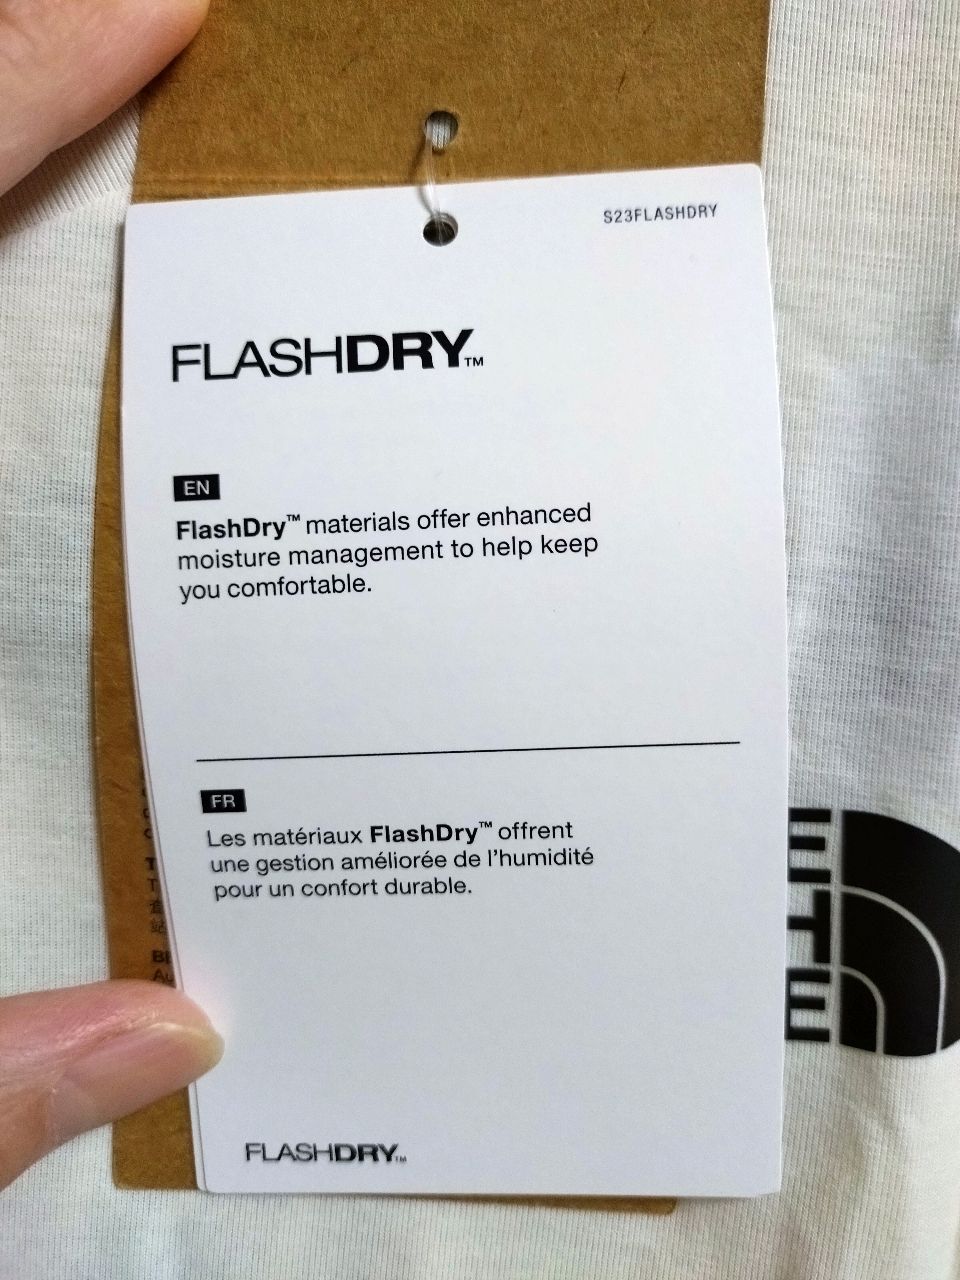 S23FLASHDRY
FLASHDRY™
EN
FlashDry™ materials offer enhanced
moisture management to help keep
you comfortable.
FR
Les matériaux FlashDry™ offrent
une gestion améliorée de l'humidité
pour un confort durable.
FLASHDRY™